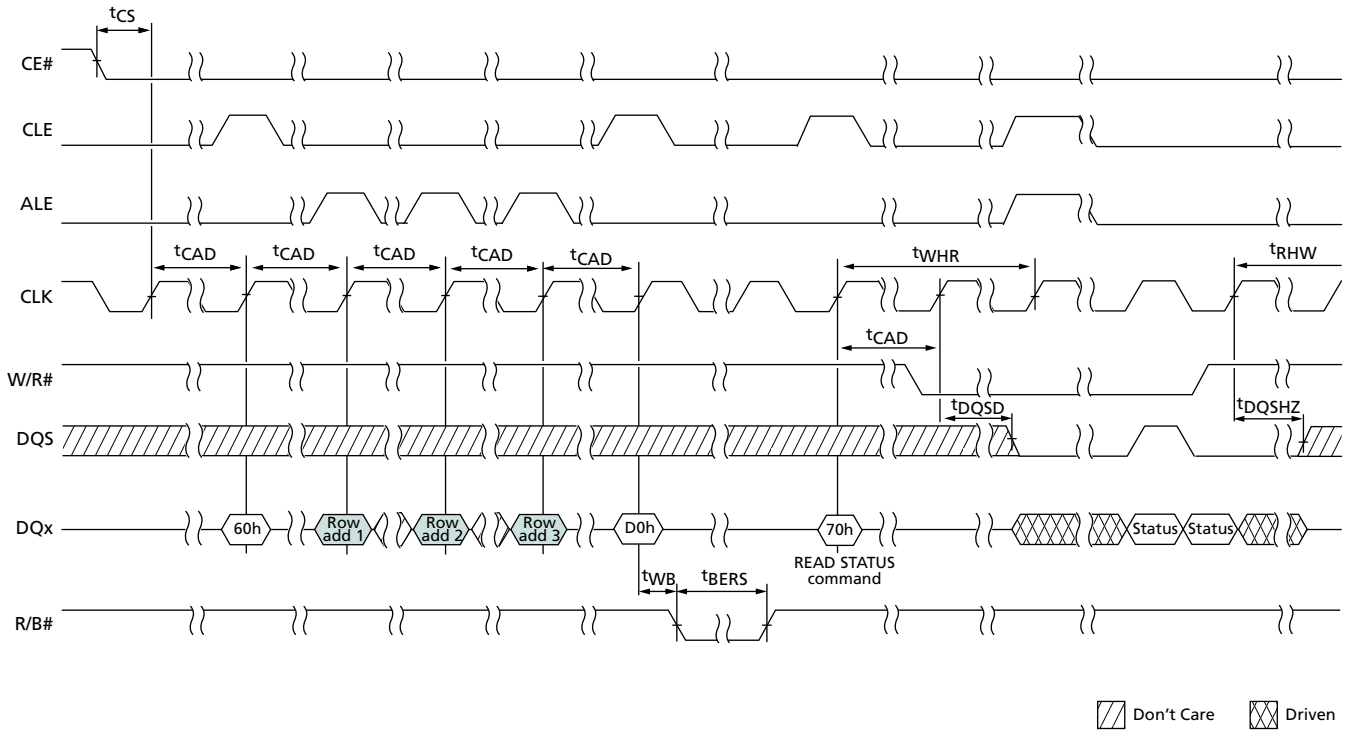 tCS
CE#
CLE
ALE
tCAD tCAD tCAD tCAD tCAD tWHR tRHW
CLK
tCAD
W/R#
tDQSD tDQSHZ
DQS
DQx 60h Row add 1 Row add 2 Row add 3 D0h 70h Status Status
READ STATUS
command
tWB tBERS
R/B#
Don't Care Driven